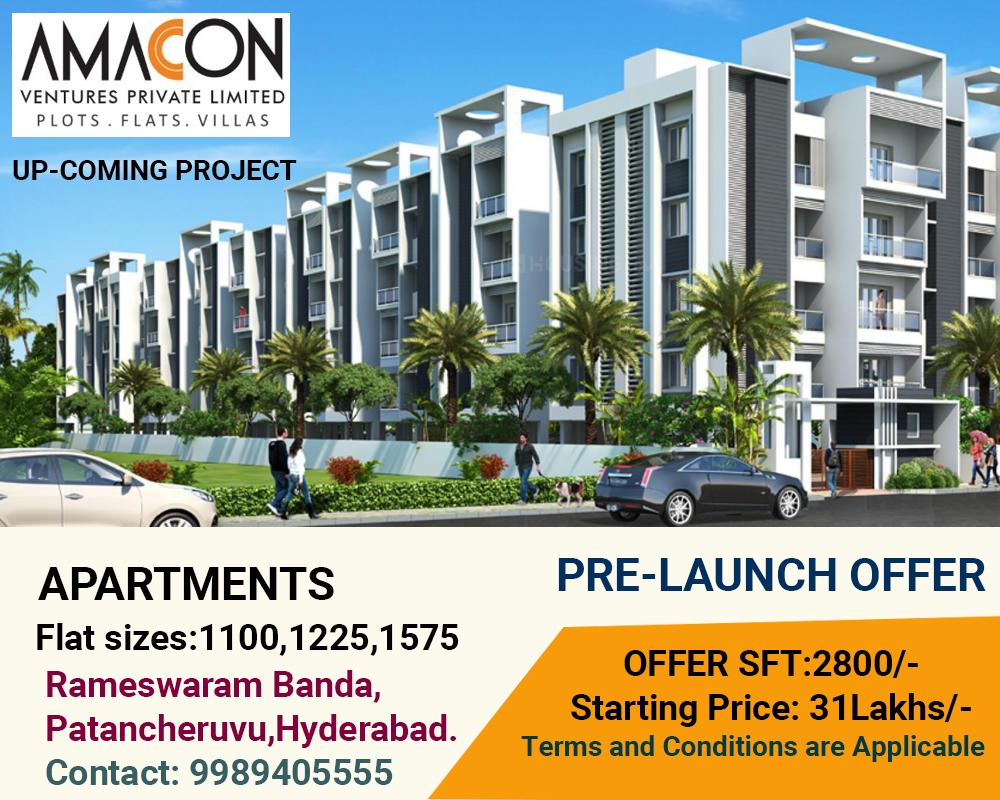 AMACON
VENTURES PRIVATE LIMITED
PLOTS . FLATS. VILLAS
UP-COMING PROJECT
APARTMENTS
Flat sizes:1100,1225,1575
Rameswaram Banda,
Patancheruvu,Hyderabad.
Contact: 9989405555
PRE-LAUNCH OFFER
OFFER SFT:2800/-
Starting Price: 31Lakhs/-
Terms and Conditions are Applicable